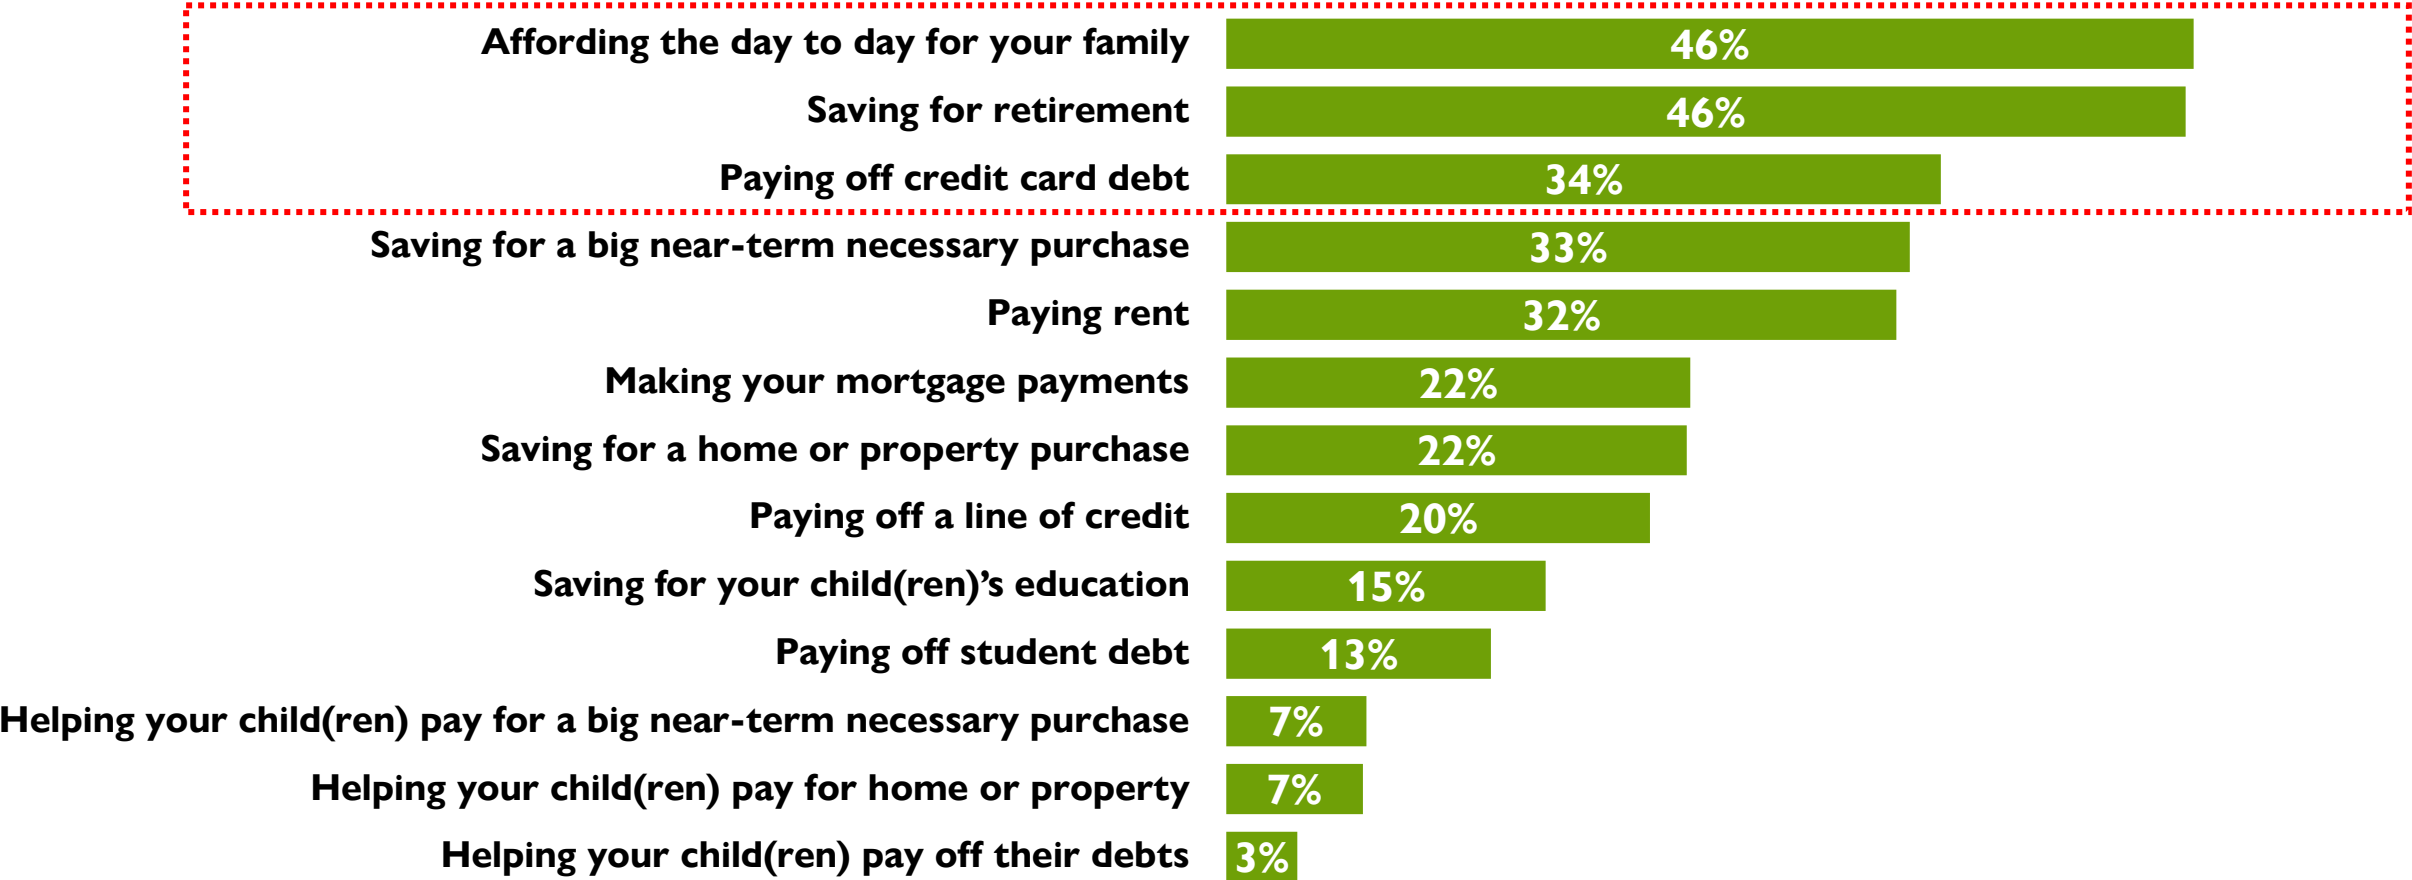 Affording the day to day for your family 46%
Saving for retirement 46%
Paying off credit card debt 34%
Saving for a big near-term necessary purchase 33%
Paying rent 32%
Making your mortgage payments 22%
Saving for a home or property purchase 22%
Paying off a line of credit 20%
Saving for your child(ren)’s education 15%
Paying off student debt 13%
Helping your child(ren) pay for a big near-term necessary purchase 7%
Helping your child(ren) pay for home or property 7%
Helping your child(ren) pay off their debts 3%